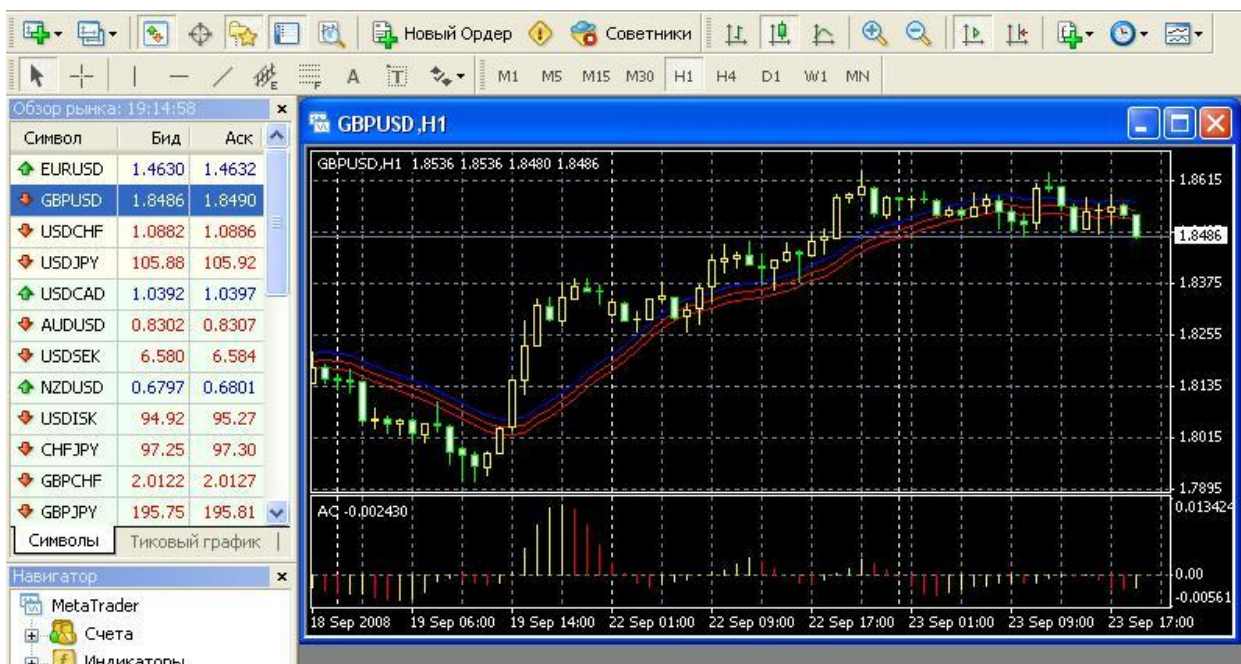 Новый Ордер Советники
A T M1 M5 M15 M30 H1 H4 D1 W1 MN
Обзор рынка: 19:14:58
Символ Бид Аск
EURUSD 1.4630 1.4632
GBPUSD 1.8486 1.8490
USDCHF 1.0882 1.0886
USDJPY 105.88 105.92
USDCAD 1.0392 1.0397
AUDUSD 0.8302 0.8307
USDSEK 6.580 6.584
NZDUSD 0.6797 0.6801
USDISK 94.92 95.27
CHFJPY 97.25 97.30
GBPCHF 2.0122 2.0127
GBPJPY 195.75 195.81
Символы Тиковый график
Навигатор
MetaTrader
Счета
Индикаторы
GBPUSD,H1
GBPUSD,H1 1.8536 1.8536 1.8480 1.8486
1.8615
1.8486
1.8375
1.8255
1.8135
1.8015
1.7895
AC -0.002430
0.013424
0.00
-0.00561
18 Sep 2008 19 Sep 06:00 19 Sep 14:00 22 Sep 01:00 22 Sep 09:00 22 Sep 17:00 23 Sep 01:00 23 Sep 09:00 23 Sep 17:00